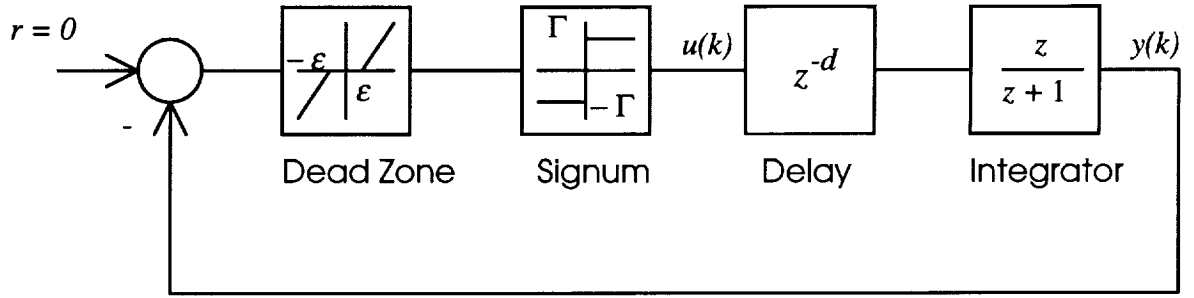 r = 0
-
- ε
ε
Γ
- Γ
u(k)
z^{-d}
z
z + 1
y(k)
Dead Zone
Signum
Delay
Integrator